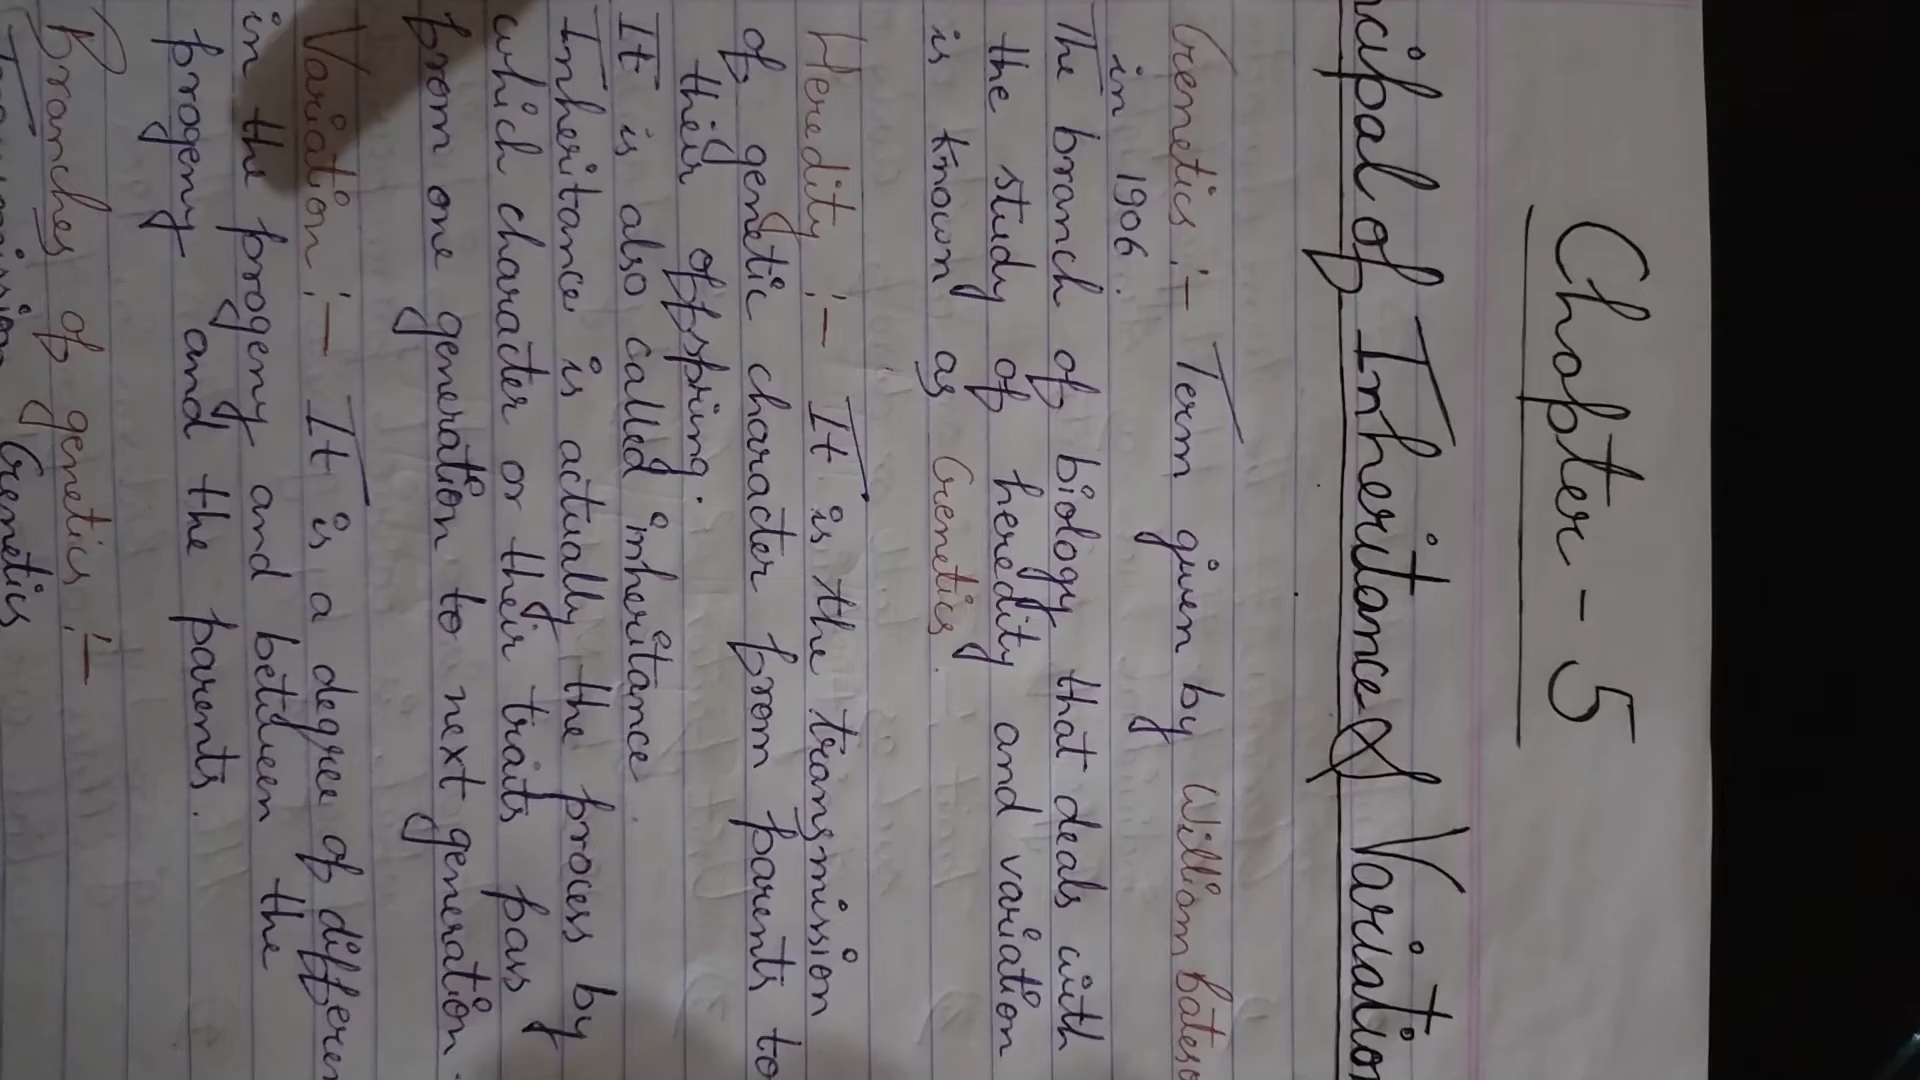 Chapter - 5
cipal of Inheritance & Variation
Genetics :- Term given by William bateso
in 1906.
The branch of biology that deals with
the study of heredity and variation
is known as Genetics.
Heredity :- It is the transmission
of genetic character from parents to
their offspring.
It is also called inheritance.
Inheritance is actually the process by
which character or their traits pass
from one generation to next generation.
Variation :- It is a degree of differen
in the progeny and between the
progeny and the parents.
Branches of genetics :-
Genetics